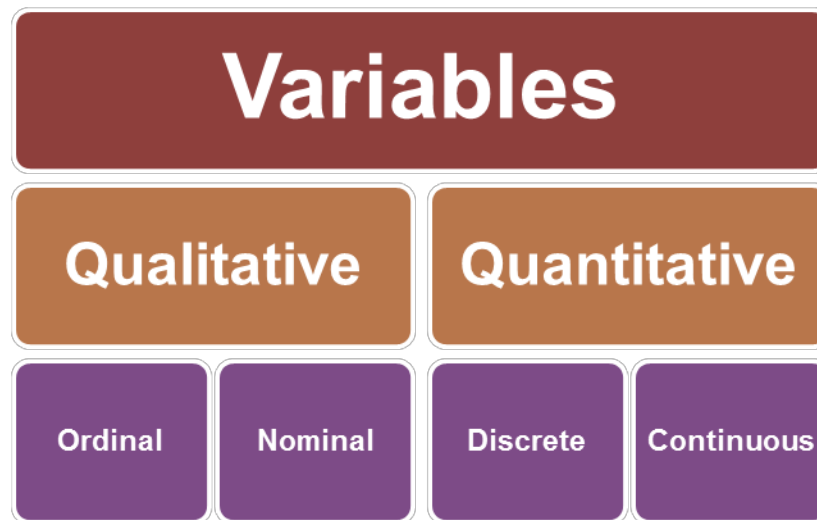 Variables
Qualitative Quantitative
Ordinal Nominal Discrete Continuous